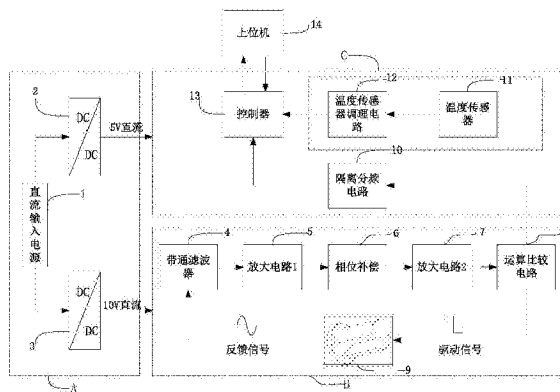 上位机
14
C
12
11
2
13
控制器
温度传感
器调理电
路
温度传感
器
DC
DC
5V直流
10
隔离分频
电路
1
直流输入电源
4
5
6
7
带通滤波
器
放大电路1
相位补偿
放大电路2
运算比较电
路
DC
DC
10V直流
3
反馈信号
驱动信号
9
A
B